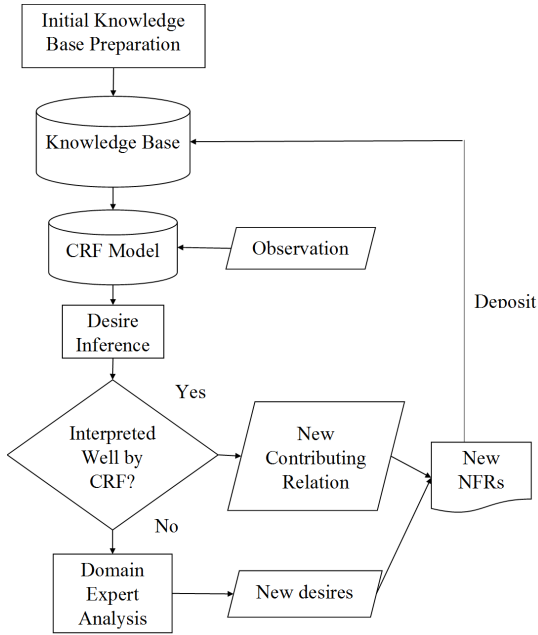 Initial Knowledge
Base Preparation
Knowledge Base
CRF Model
Observation
Desire
Inference
Deposit
Yes
Interpreted
Well by
CRF?
New
Contributing
Relation
New
NFRs
No
Domain
Expert
Analysis
New desires